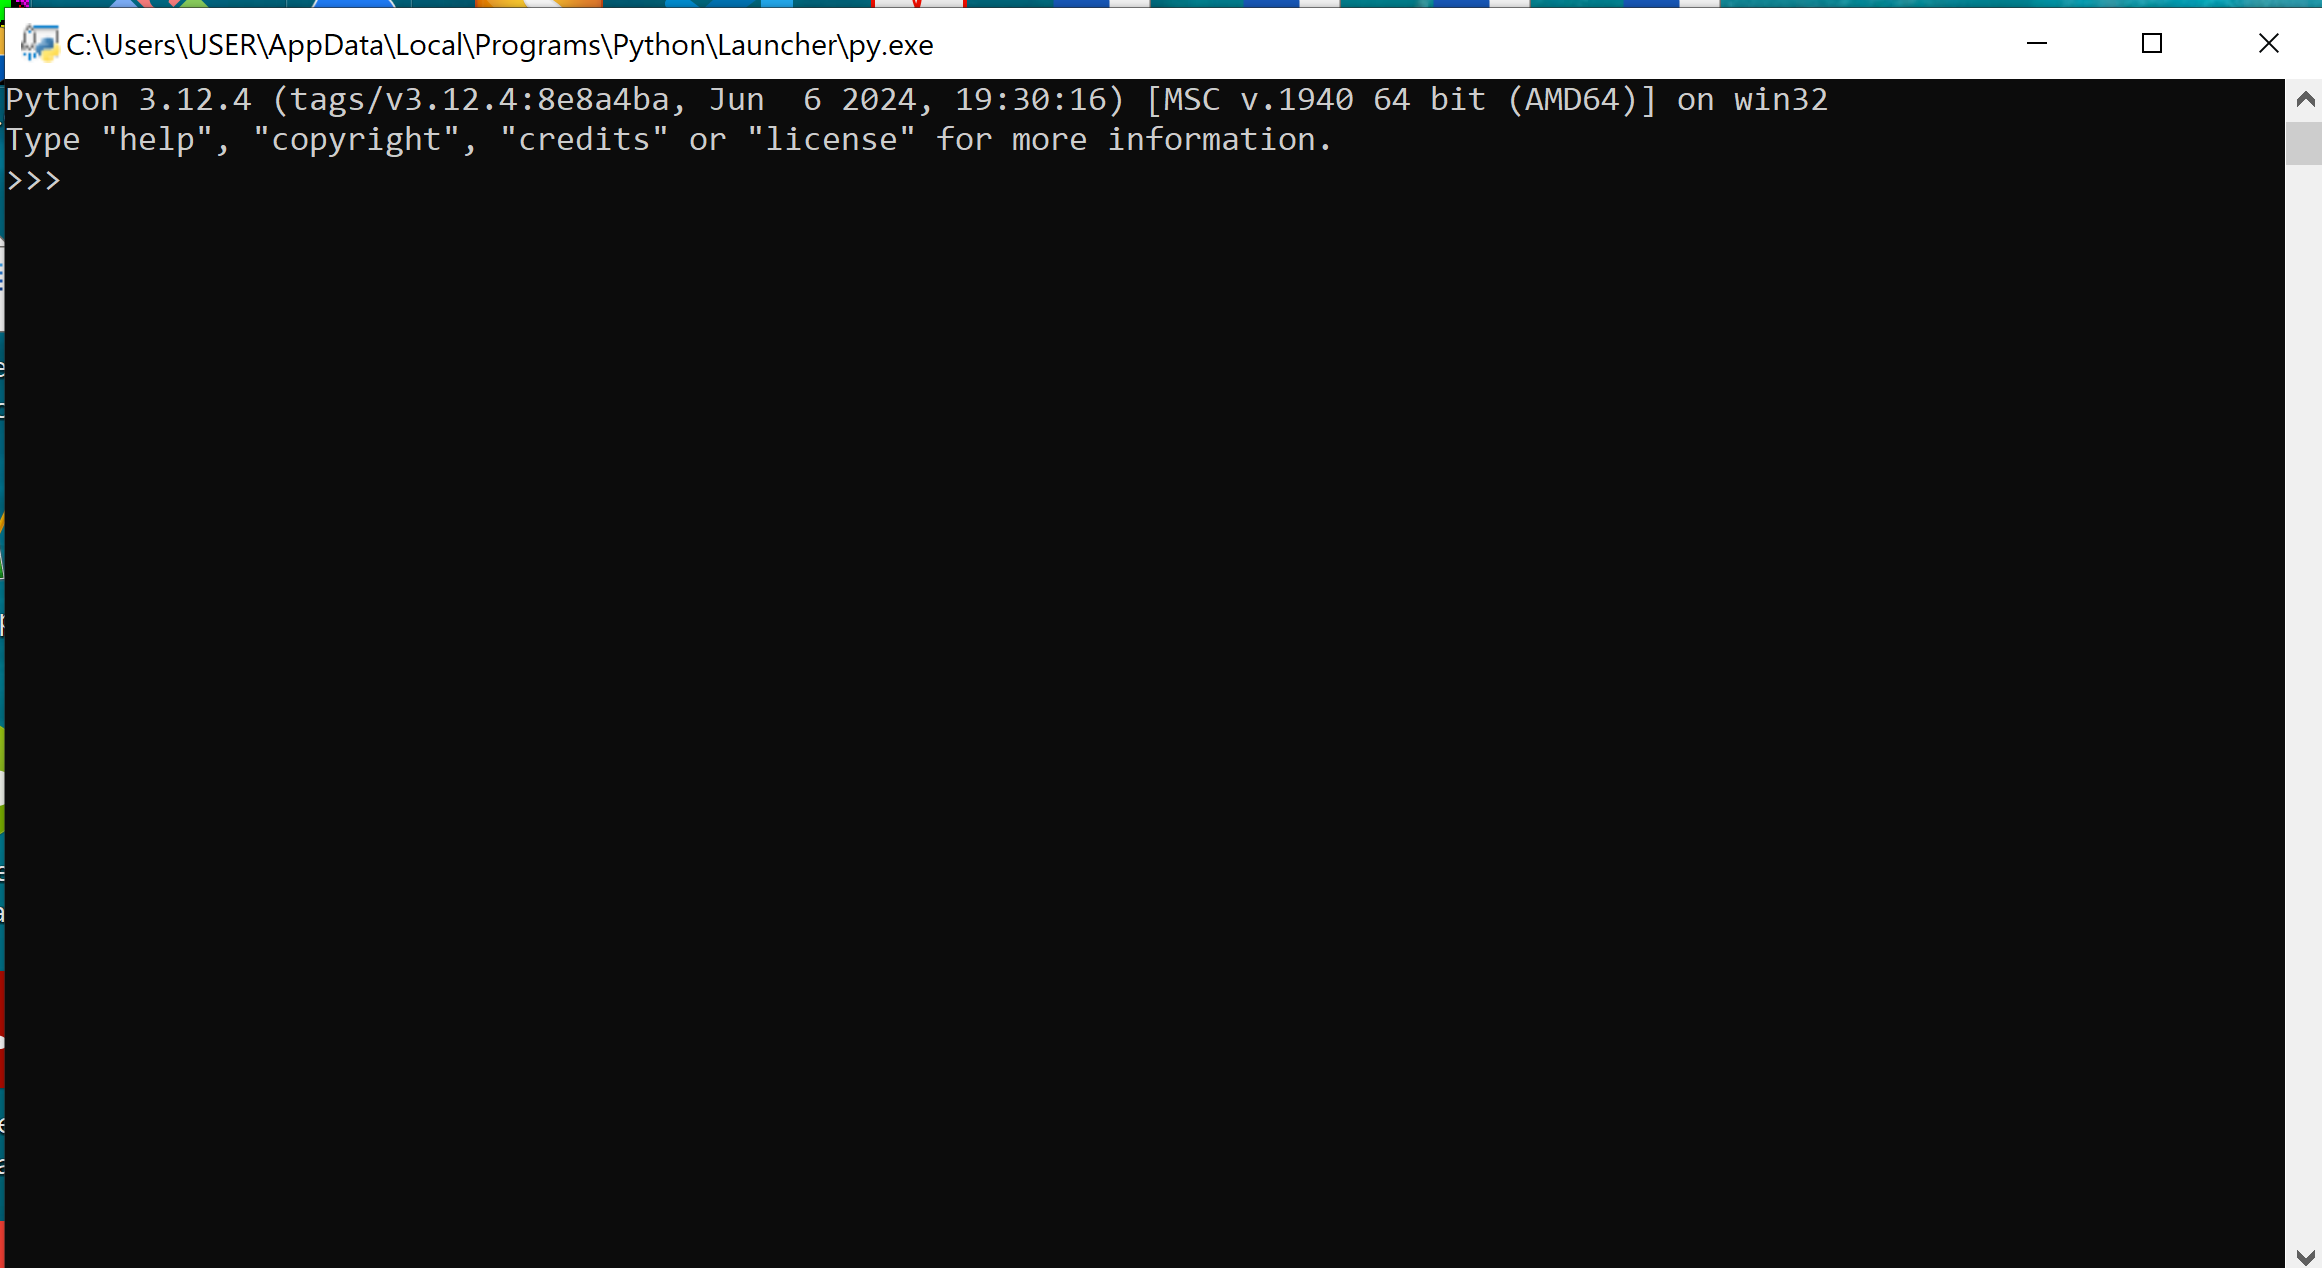 C:\Users\USER\AppData\Local\Programs\Python\Launcher\py.exe
Python 3.12.4 (tags/v3.12.4:8e8a4ba, Jun  6 2024, 19:30:16) [MSC v.1940 64 bit (AMD64)] on win32
Type "help", "copyright", "credits" or "license" for more information.
>>>